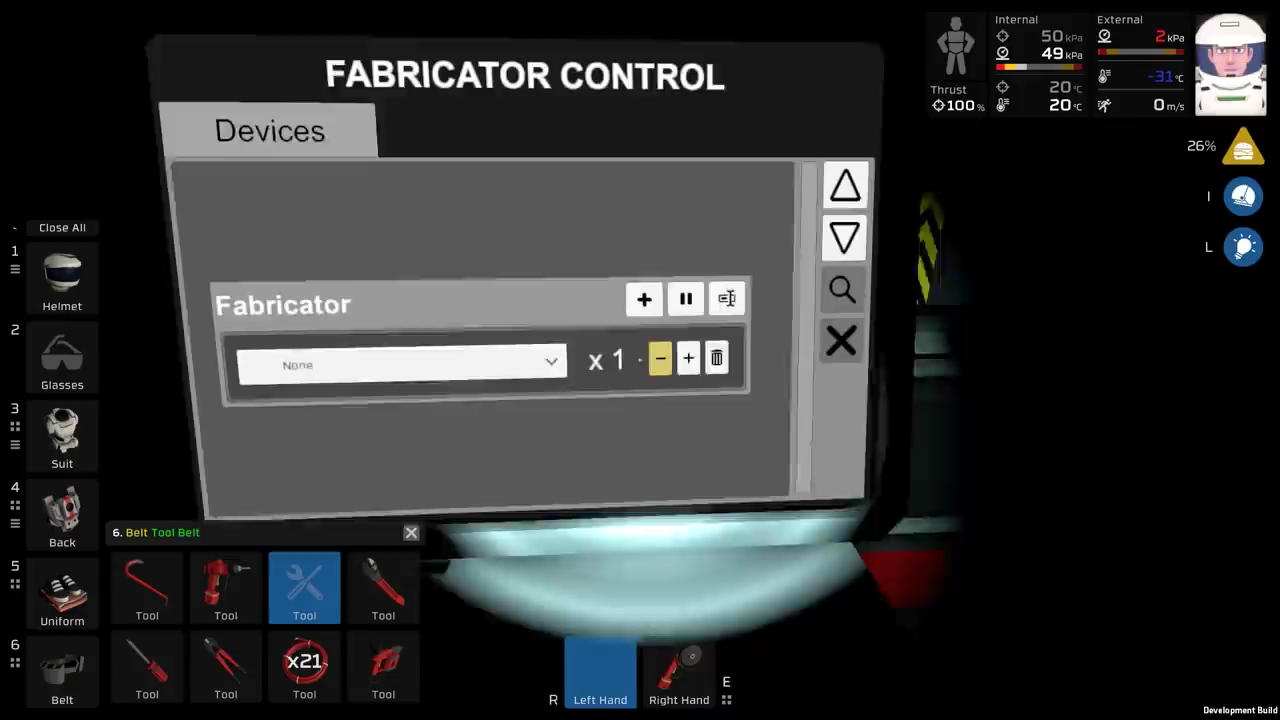 FABRICATOR CONTROL
Devices
Fabricator
None
x 1
Internal
50 kPa
49 kPa
20 °C
20 °C
External
2 kPa
-31 °C
0 m/s
Thrust
100 %
26%
I
L
-
Close All
1
Helmet
2
Glasses
3
Suit
4
Back
5
Uniform
6
Belt
6. Belt Tool Belt
Tool
Tool
Tool
Tool
Tool
Tool
x21
Tool
Tool
R
Left Hand
Right Hand
E
Development Build